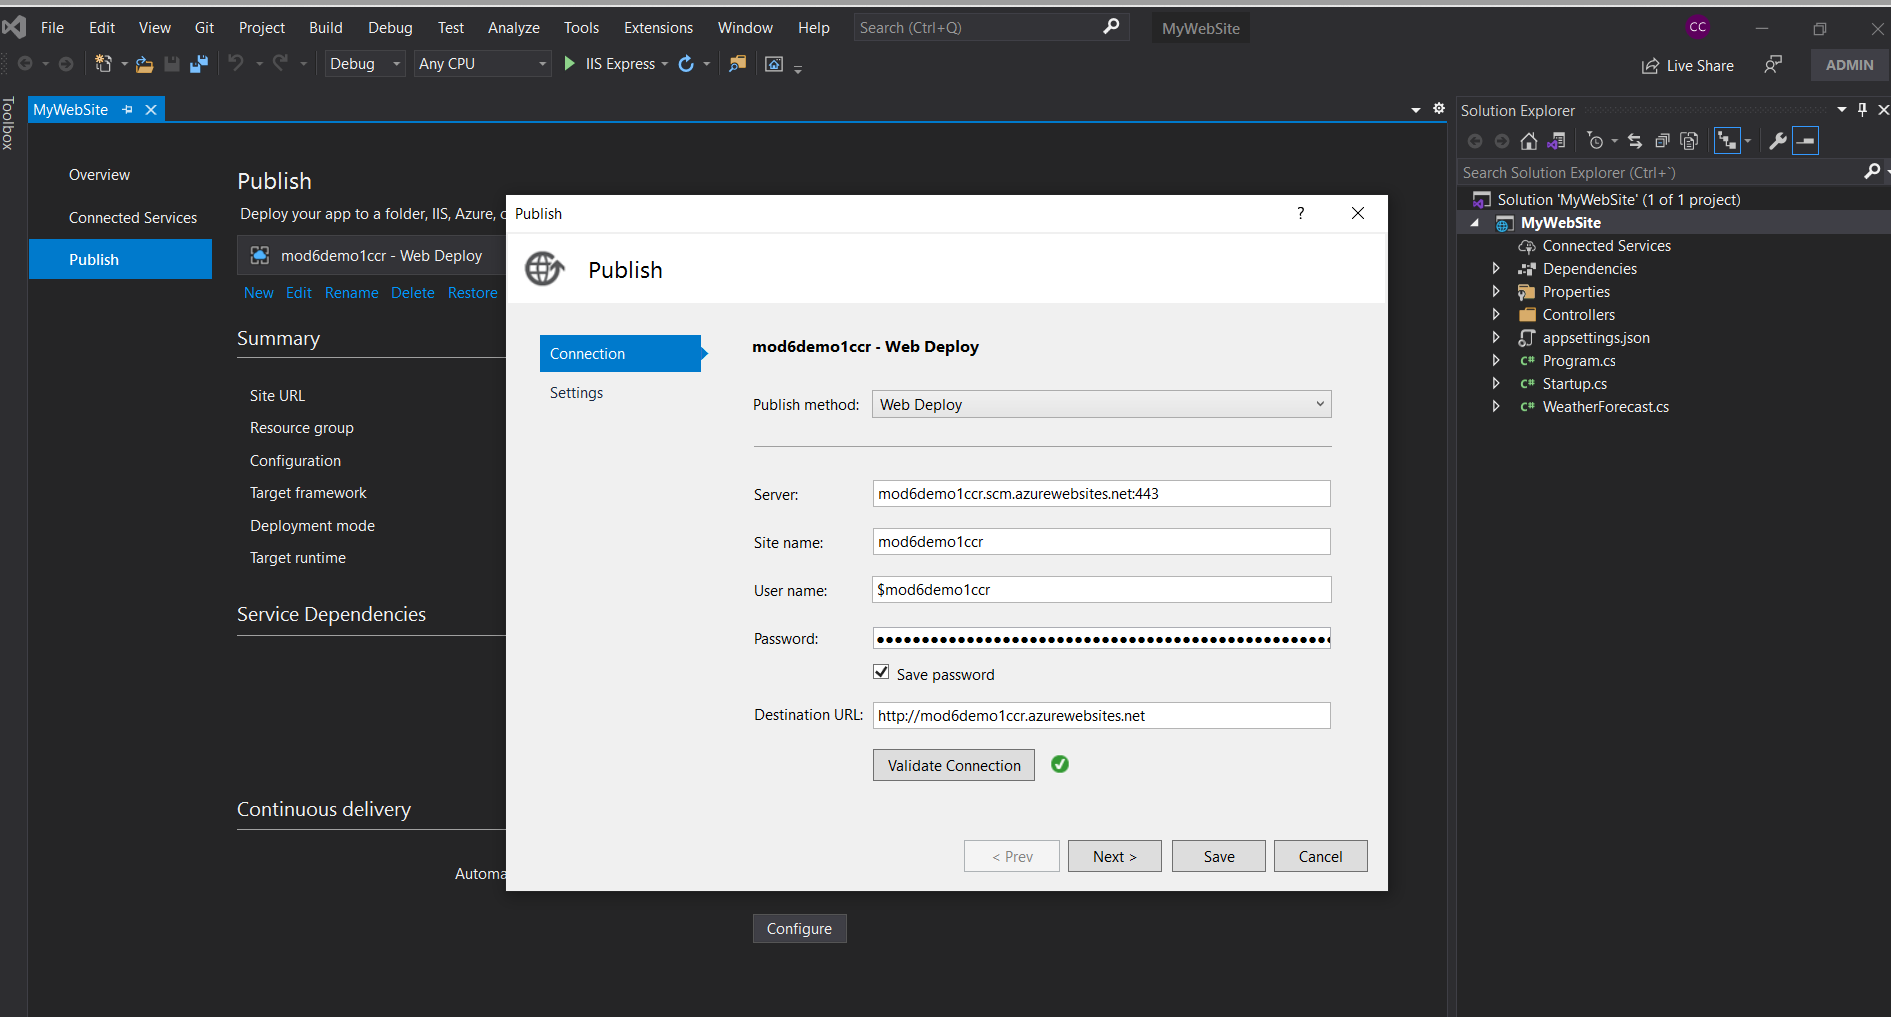 File Edit View Git Project Build Debug Test Analyze Tools Extensions Window Help Search (Ctrl+Q) MyWebSite CC
Debug Any CPU IIS Express Live Share ADMIN
Toolbox
MyWebSite
Overview
Connected Services
Publish
Publish
Deploy your app to a folder, IIS, Azure,
mod6demo1ccr - Web Deploy
New Edit Rename Delete Restore
Summary
Site URL
Resource group
Configuration
Target framework
Deployment mode
Target runtime
Service Dependencies
Continuous delivery
Automa
Configure
Publish ?
Publish
Connection
Settings
mod6demo1ccr - Web Deploy
Publish method: Web Deploy
Server: mod6demo1ccr.scm.azurewebsites.net:443
Site name: mod6demo1ccr
User name: $mod6demo1ccr
Password: ●●●●●●●●●●●●●●●●●●●●●●●●●●●●●●●●●●●●●●●●●●●●●●●●●●●
Save password
Destination URL: http://mod6demo1ccr.azurewebsites.net
Validate Connection
< Prev Next > Save Cancel
Solution Explorer
Search Solution Explorer (Ctrl+`)
Solution 'MyWebSite' (1 of 1 project)
MyWebSite
Connected Services
Dependencies
Properties
Controllers
appsettings.json
C# Program.cs
C# Startup.cs
C# WeatherForecast.cs